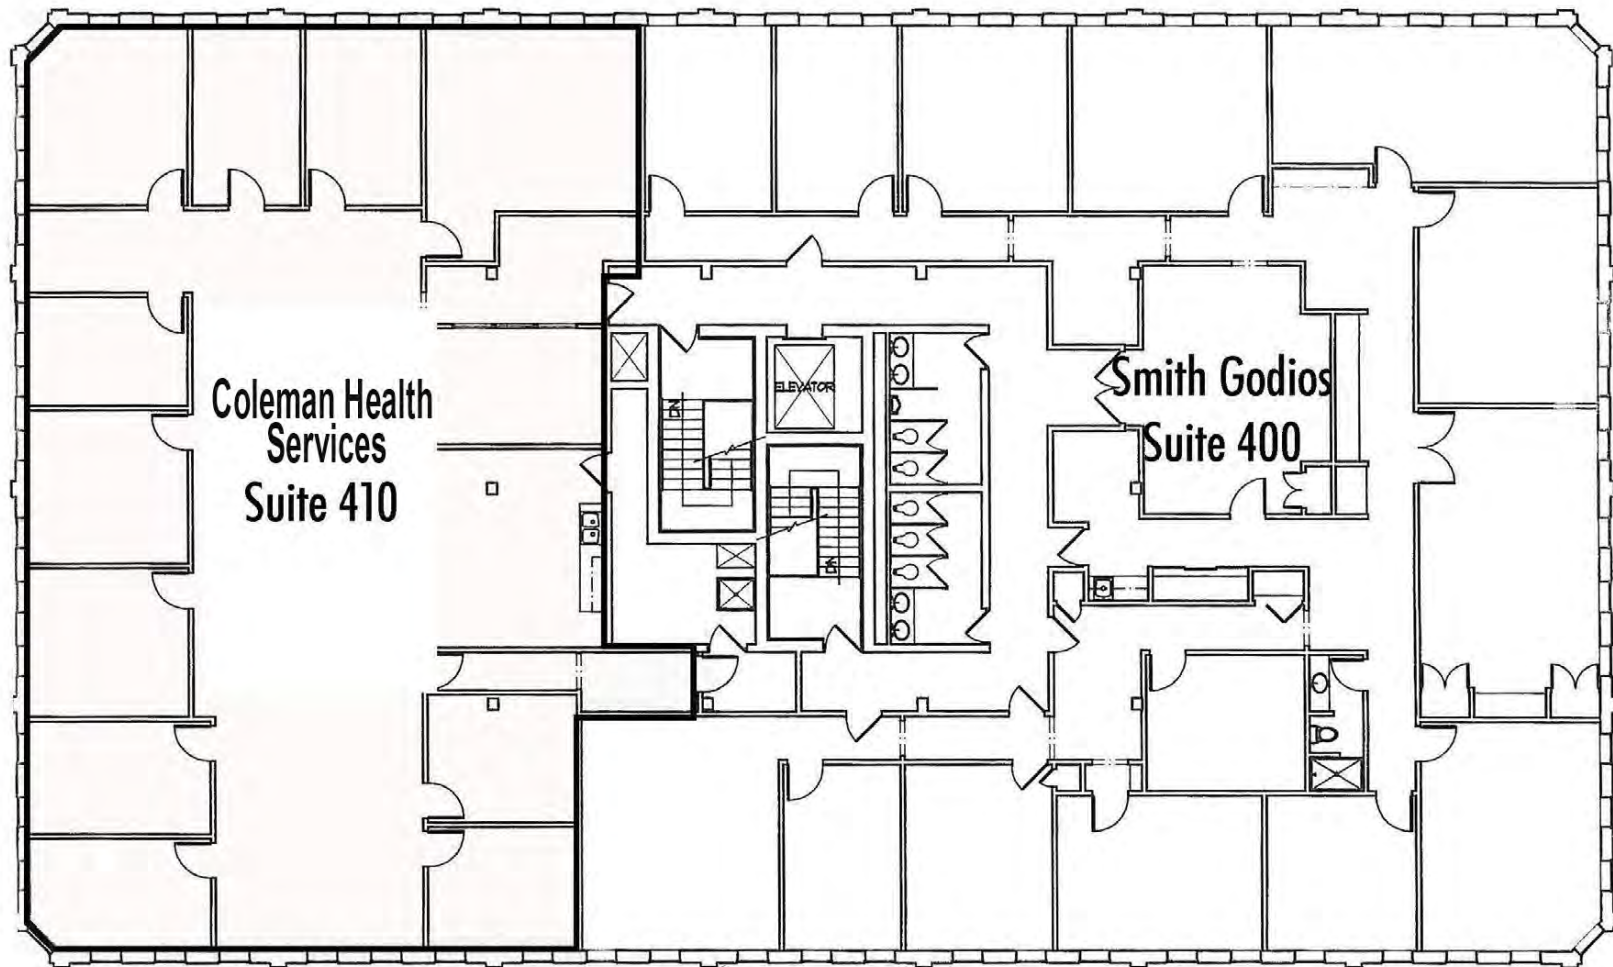 Coleman Health
Services
Suite 410
ELEVATOR
DN
DN
Smith Godios
Suite 400